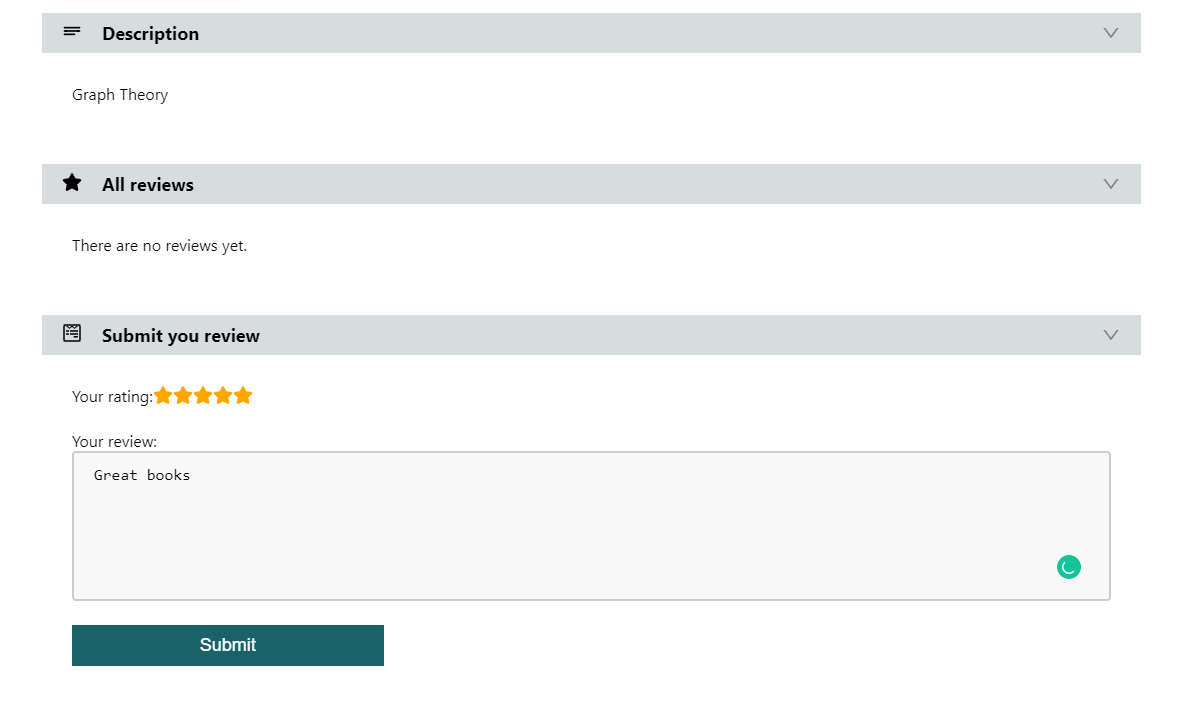 Description
Graph Theory
All reviews
There are no reviews yet.
Submit you review
Your rating:
Your review:
Great books
Submit